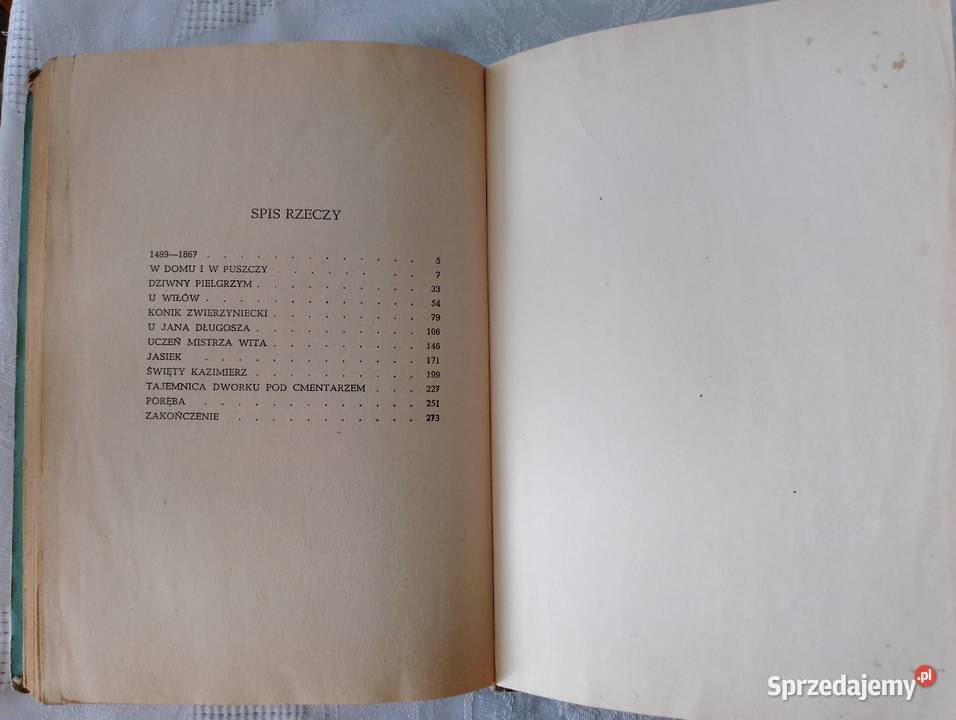 SPIS RZECZY
1489—1867 . . . . . . . . . . . . . 5
W DOMU I W PUSZCZY . . . . . . . . 7
DZIWNY PIELGRZYM . . . . . . . . . 33
U WIŁÓW . . . . . . . . . . . . 54
KONIK ZWIERZYNIECKI . . . . . . . . 79
U JANA DŁUGOSZA . . . . . . . . . 106
UCZEŃ MISTRZA WITA . . . . . . . . 146
JASIEK . . . . . . . . . . . . 171
ŚWIĘTY KAZIMIERZ . . . . . . . . . 199
TAJEMNICA DWORKU POD CMENTARZEM . . . 227
PORĘBA . . . . . . . . . . . . 251
ZAKOŃCZENIE . . . . . . . . . . 273
Sprzedajemy.pl